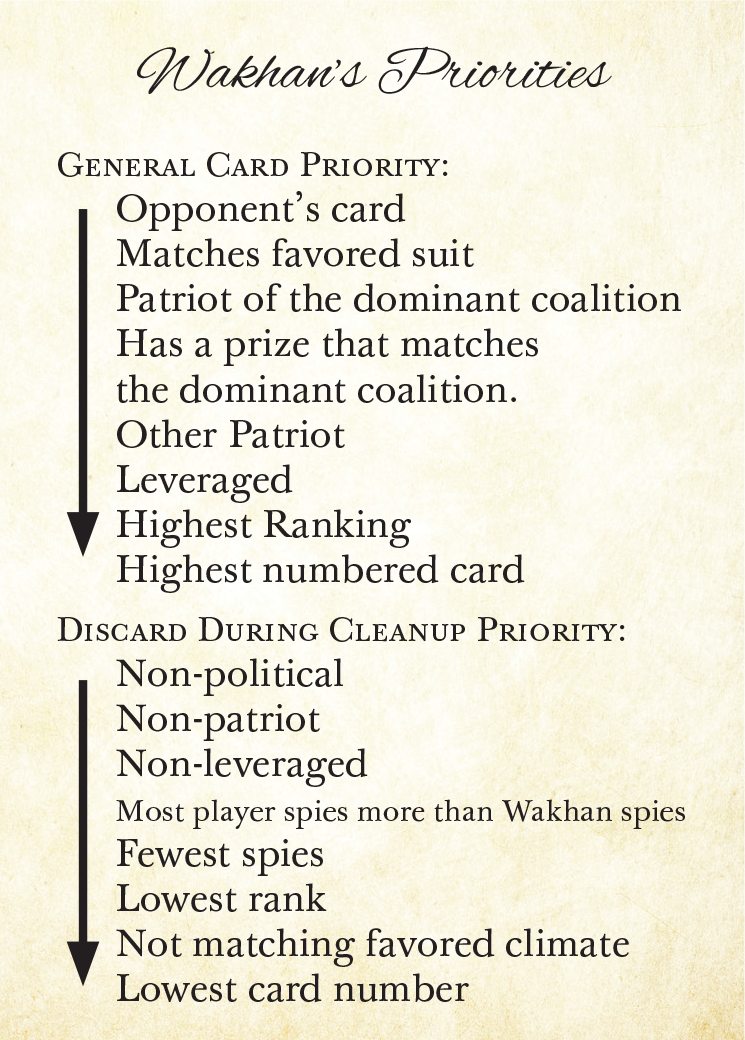 Wakhan's Priorities
General Card Priority:
Opponent's card
Matches favored suit
Patriot of the dominant coalition
Has a prize that matches
the dominant coalition.
Other Patriot
Leveraged
Highest Ranking
Highest numbered card
Discard During Cleanup Priority:
Non-political
Non-patriot
Non-leveraged
Most player spies more than Wakhan spies
Fewest spies
Lowest rank
Not matching favored climate
Lowest card number